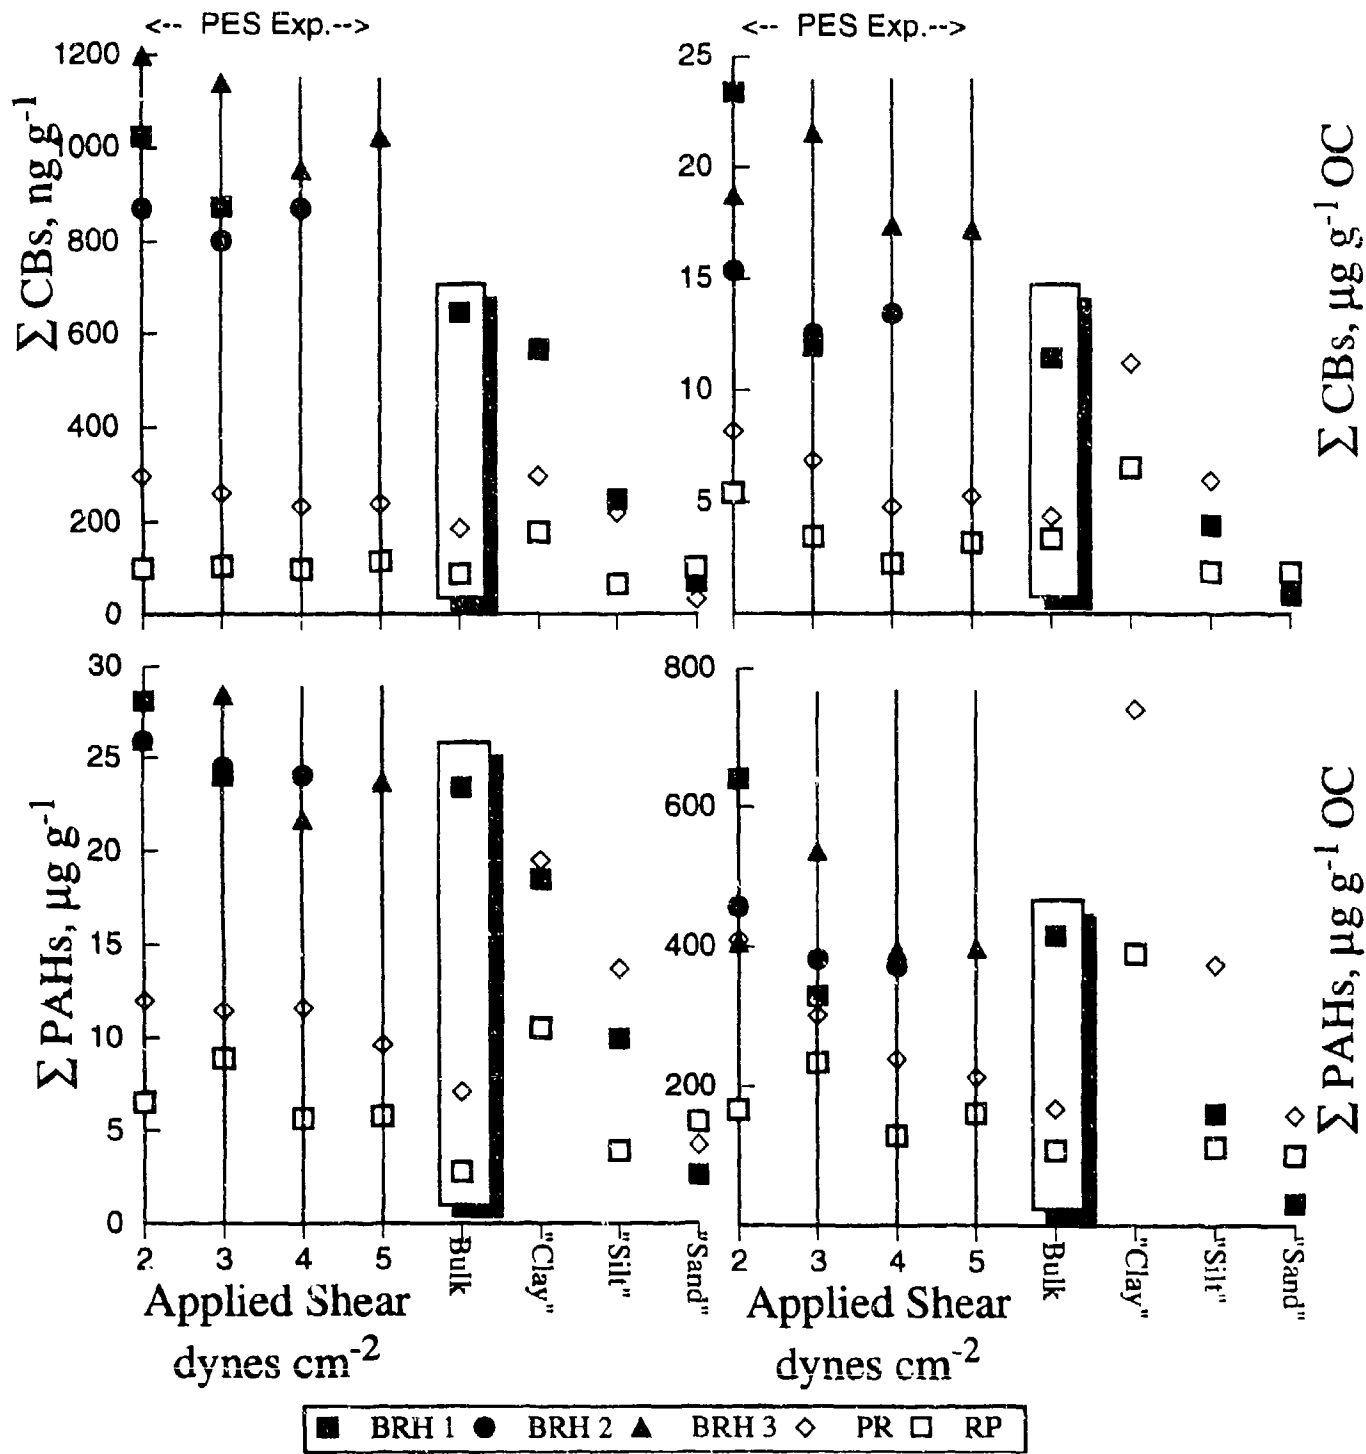 <-- PES Exp.-->
<-- PES Exp.-->
1200
1000
800
600
400
200
0
Σ CBs, ng g-1
25
20
15
10
5
Σ CBs, µg g-1 OC
30
25
20
15
10
5
0
Σ PAHs, µg g-1
800
600
400
200
Σ PAHs, µg g-1 OC
2 3 4 5 Bulk "Clay" "Silt" "Sand"
2 3 4 5 Bulk "Clay" "Silt" "Sand"
Applied Shear
dynes cm-2
Applied Shear
dynes cm-2
BRH 1 BRH 2 BRH 3 PR RP